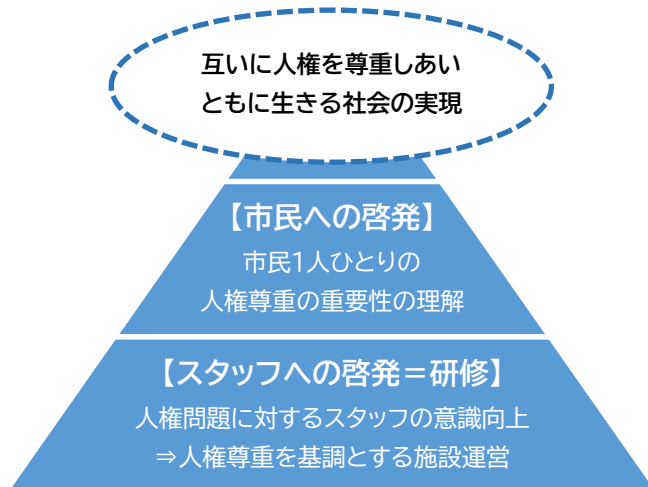 互いに人権を尊重しあい
ともに生きる社会の実現
【市民への啓発】
市民1人ひとりの
人権尊重の重要性の理解
【スタッフへの啓発＝研修】
人権問題に対するスタッフの意識向上
⇒人権尊重を基調とする施設運営